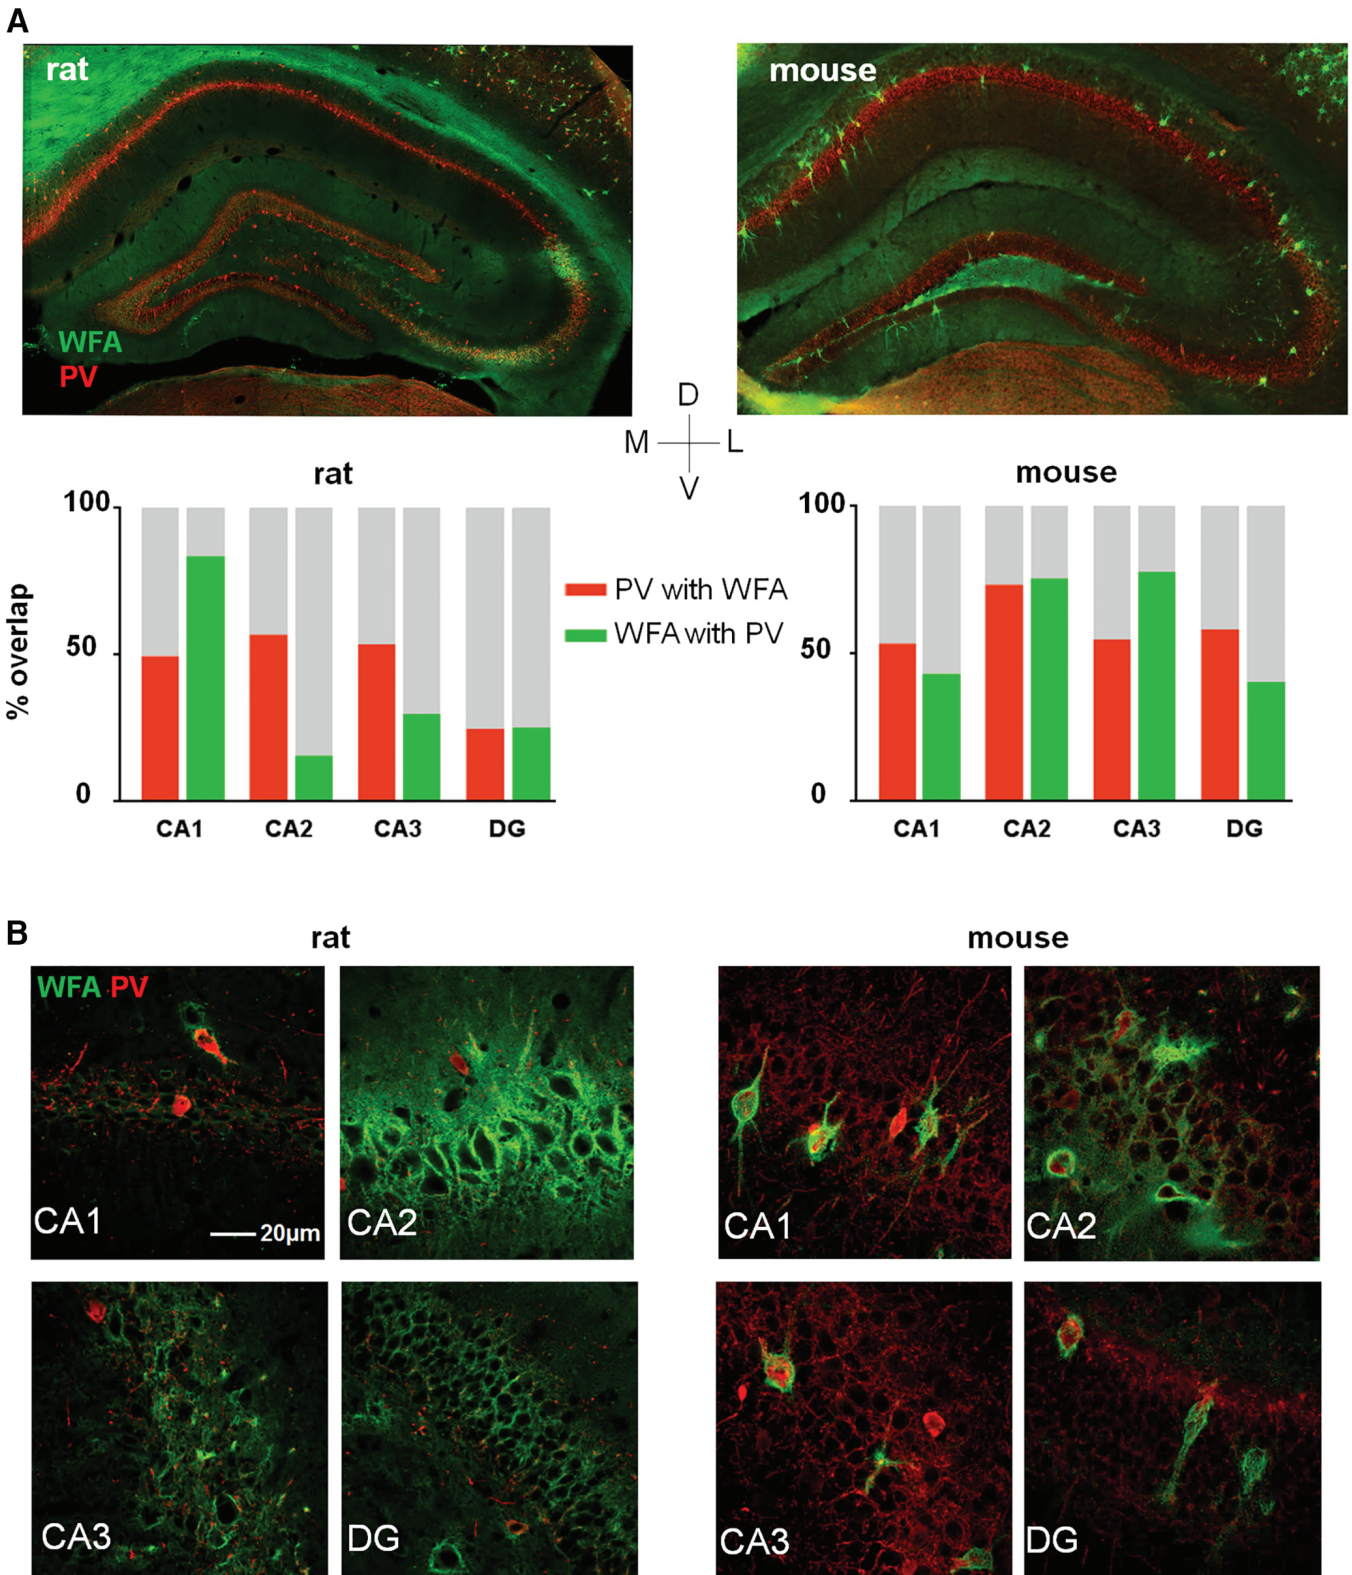 A
rat
mouse
WFA
PV
D
M L
V
rat
mouse
100
50
0
% overlap
CA1 CA2 CA3 DG
PV with WFA
WFA with PV
100
50
0
CA1 CA2 CA3 DG
B
rat
mouse
WFA PV
CA1
20µm
CA2
CA1
CA2
CA3
DG
CA3
DG